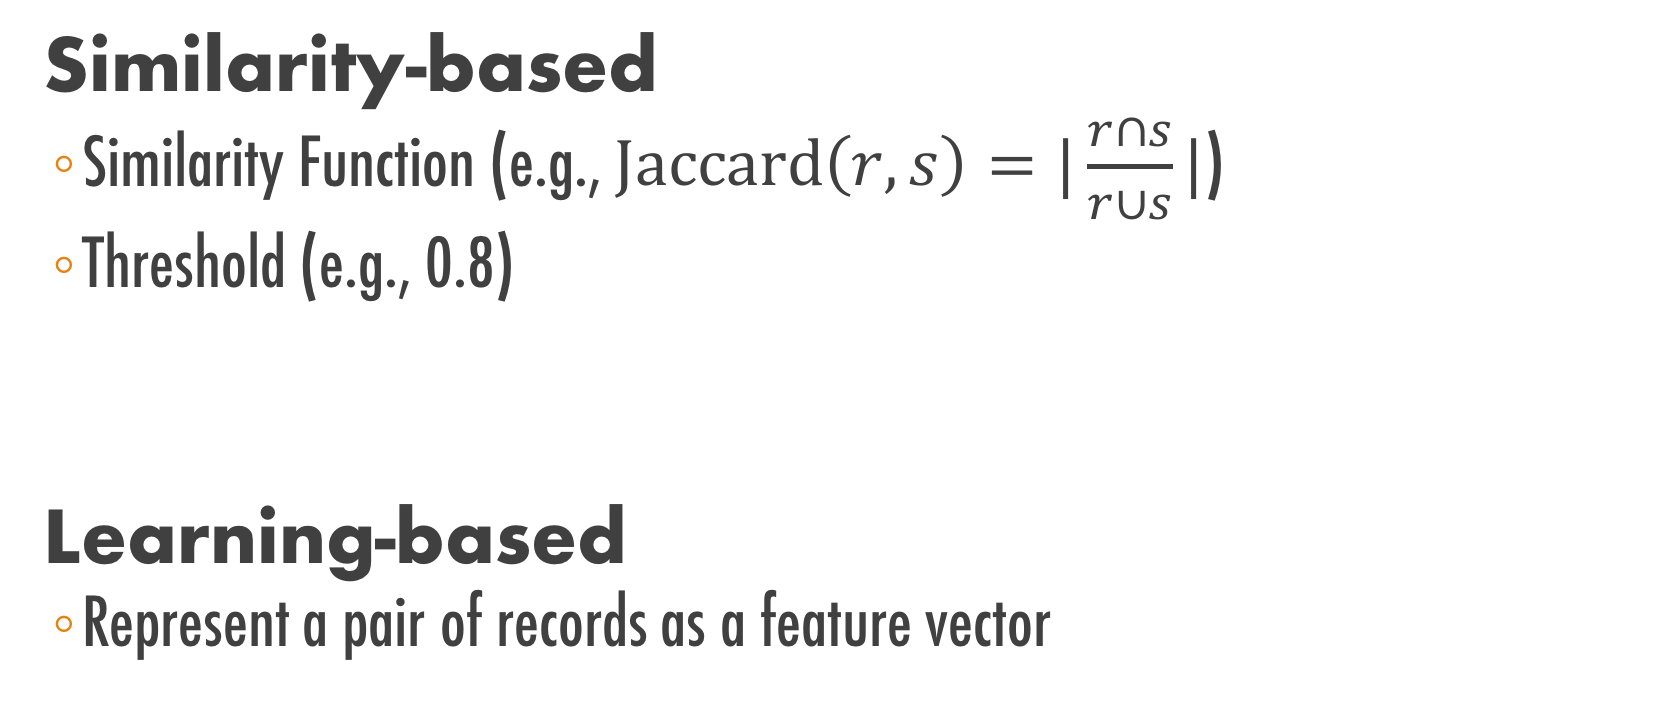 Similarity-based
◦ Similarity Function (e.g., Jaccard(r, s) = |r∩s / r∪s|)
◦ Threshold (e.g., 0.8)
Learning-based
◦ Represent a pair of records as a feature vector